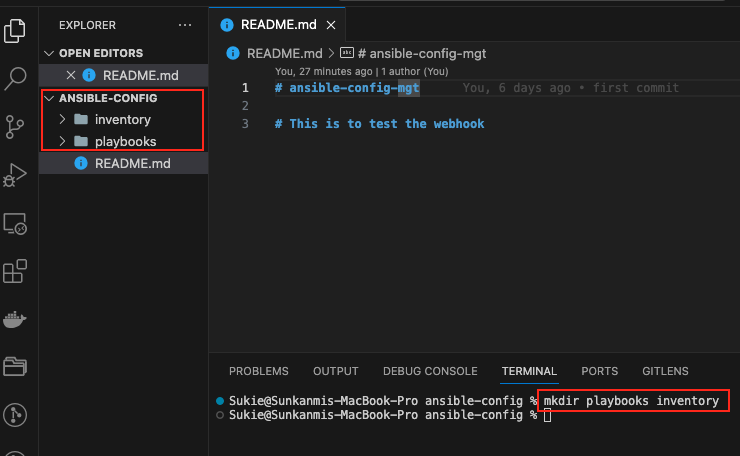 EXPLORER
OPEN EDITORS
README.md
ANSIBLE-CONFIG
inventory
playbooks
README.md
README.md
README.md > # ansible-config-mgt
You, 27 minutes ago | 1 author (You)
1 # ansible-config-mgt You, 6 days ago • first commit
2
3 # This is to test the webhook
PROBLEMS OUTPUT DEBUG CONSOLE TERMINAL PORTS GITLENS
Sukie@Sunkanmis-MacBook-Pro ansible-config % mkdir playbooks inventory
Sukie@Sunkanmis-MacBook-Pro ansible-config %